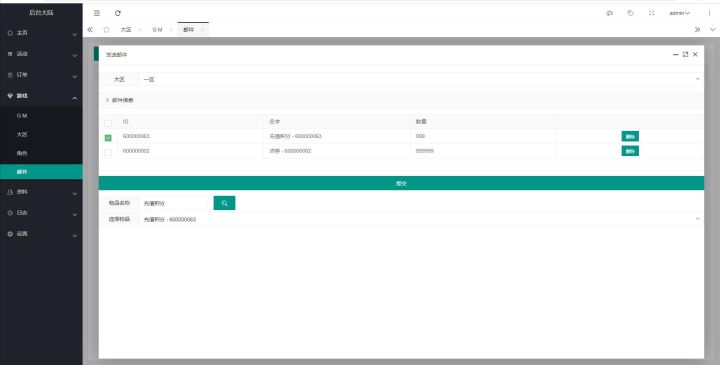 后台大陆
admin
主页
大区
G M
邮件
活动
订单
游戏
G M
大区
角色
邮件
资料
日志
设置
发送邮件
大区 一区
邮件信息
ID 名字 数量
600000063 充值积分 - 600000063 999 删除
600000002 点券 - 600000002 999999 删除
提交
物品名称 充值积分
选择物品 充值积分 - 600000063